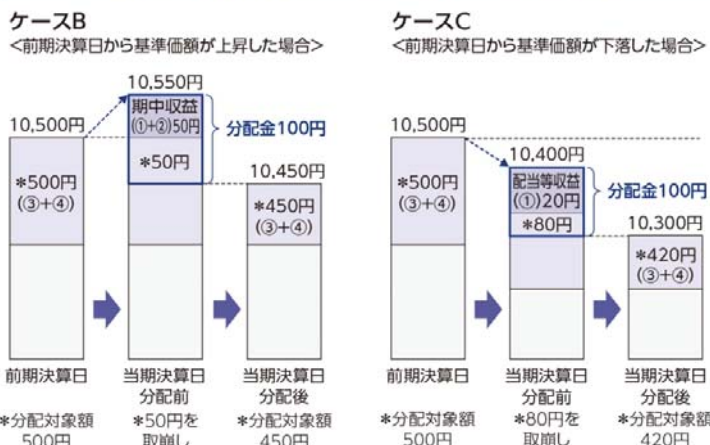 ケースB
<前期決算日から基準価額が上昇した場合>
10,550円
期中収益
(①+②)50円
*50円
分配金100円
10,500円
*500円
(③+④)
10,450円
*450円
(③+④)
前期決算日
当期決算日
分配前
当期決算日
分配後
*分配対象額
500円
*50円を
取崩し
*分配対象額
450円
ケースC
<前期決算日から基準価額が下落した場合>
10,500円
*500円
(③+④)
10,400円
配当等収益
(①)20円
*80円
分配金100円
10,300円
*420円
(③+④)
前期決算日
当期決算日
分配前
当期決算日
分配後
*分配対象額
500円
*80円を
取崩し
*分配対象額
420円